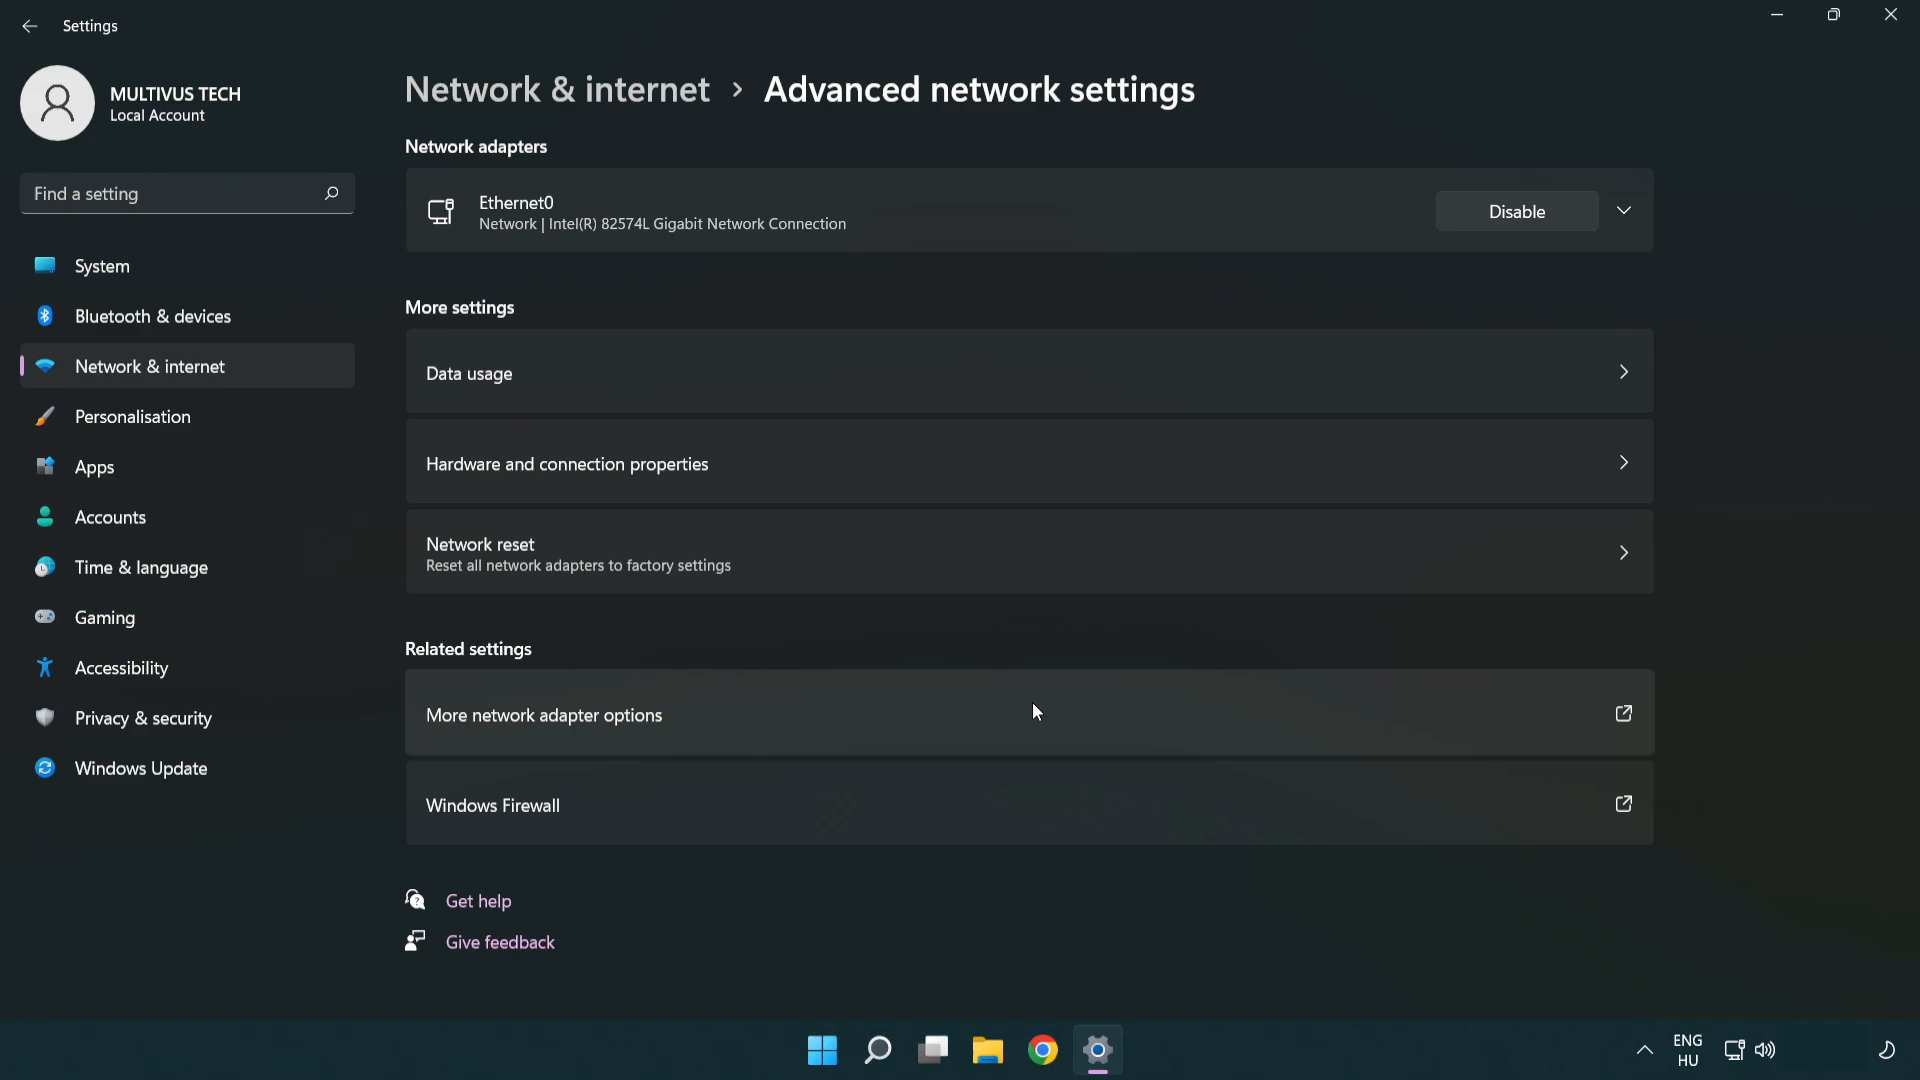 Settings
MULTIVUS TECH
Local Account
Find a setting
System
Bluetooth & devices
Network & internet
Personalisation
Apps
Accounts
Time & language
Gaming
Accessibility
Privacy & security
Windows Update
Network & internet > Advanced network settings
Network adapters
Ethernet0
Network | Intel(R) 82574L Gigabit Network Connection
Disable
More settings
Data usage
Hardware and connection properties
Network reset
Reset all network adapters to factory settings
Related settings
More network adapter options
Windows Firewall
Get help
Give feedback
ENG
HU